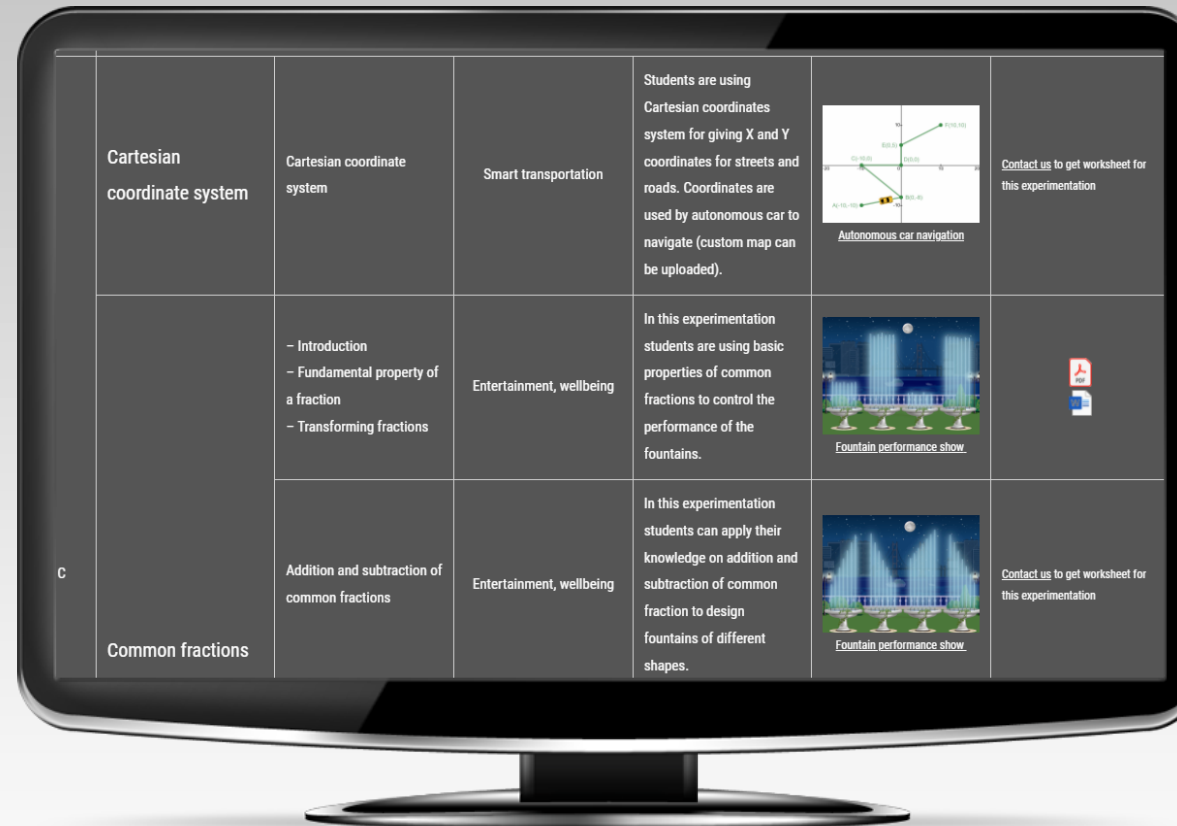 Cartesian
coordinate system
Cartesian coordinate
system
Smart transportation
Students are using
Cartesian coordinates
system for giving X and Y
coordinates for streets and
roads. Coordinates are
used by autonomous car to
navigate (custom map can
be uploaded).
Autonomous car navigation
Contact us to get worksheet for
this experimentation
C
Common fractions
– Introduction
– Fundamental property of
a fraction
– Transforming fractions
Entertainment, wellbeing
In this experimentation
students are using basic
properties of common
fractions to control the
performance of the
fountains.
Fountain performance show
PDF
Addition and subtraction of
common fractions
Entertainment, wellbeing
In this experimentation
students can apply their
knowledge on addition and
subtraction of common
fraction to design
fountains of different
shapes.
Fountain performance show
Contact us to get worksheet for
this experimentation